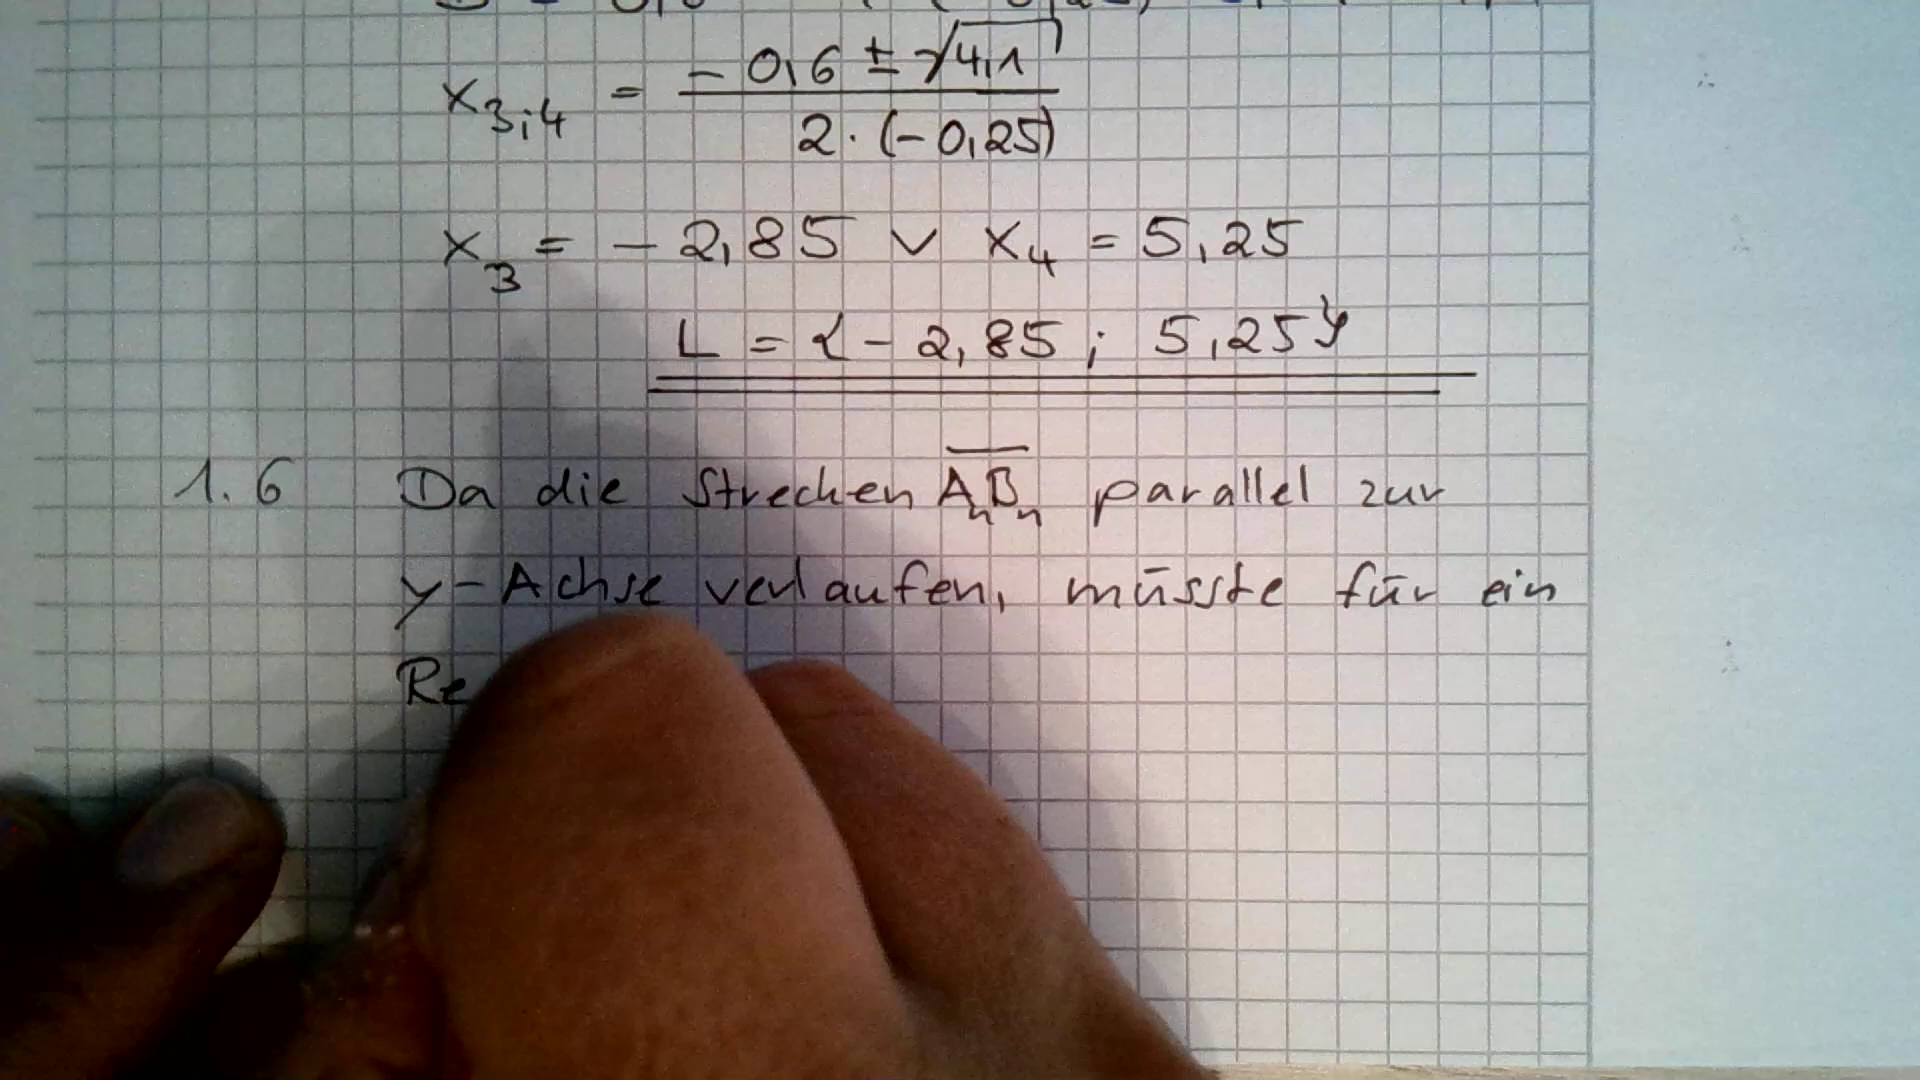 x₃;₄ = (-0,6 ± √4,1) / (2·(-0,25))
x₃ = -2,85 ∨ x₄ = 5,25
L = {-2,85; 5,25}
1.6 Da die Strecken AₙBₙ parallel zur
y-Achse verlaufen, müsste für ein
Re